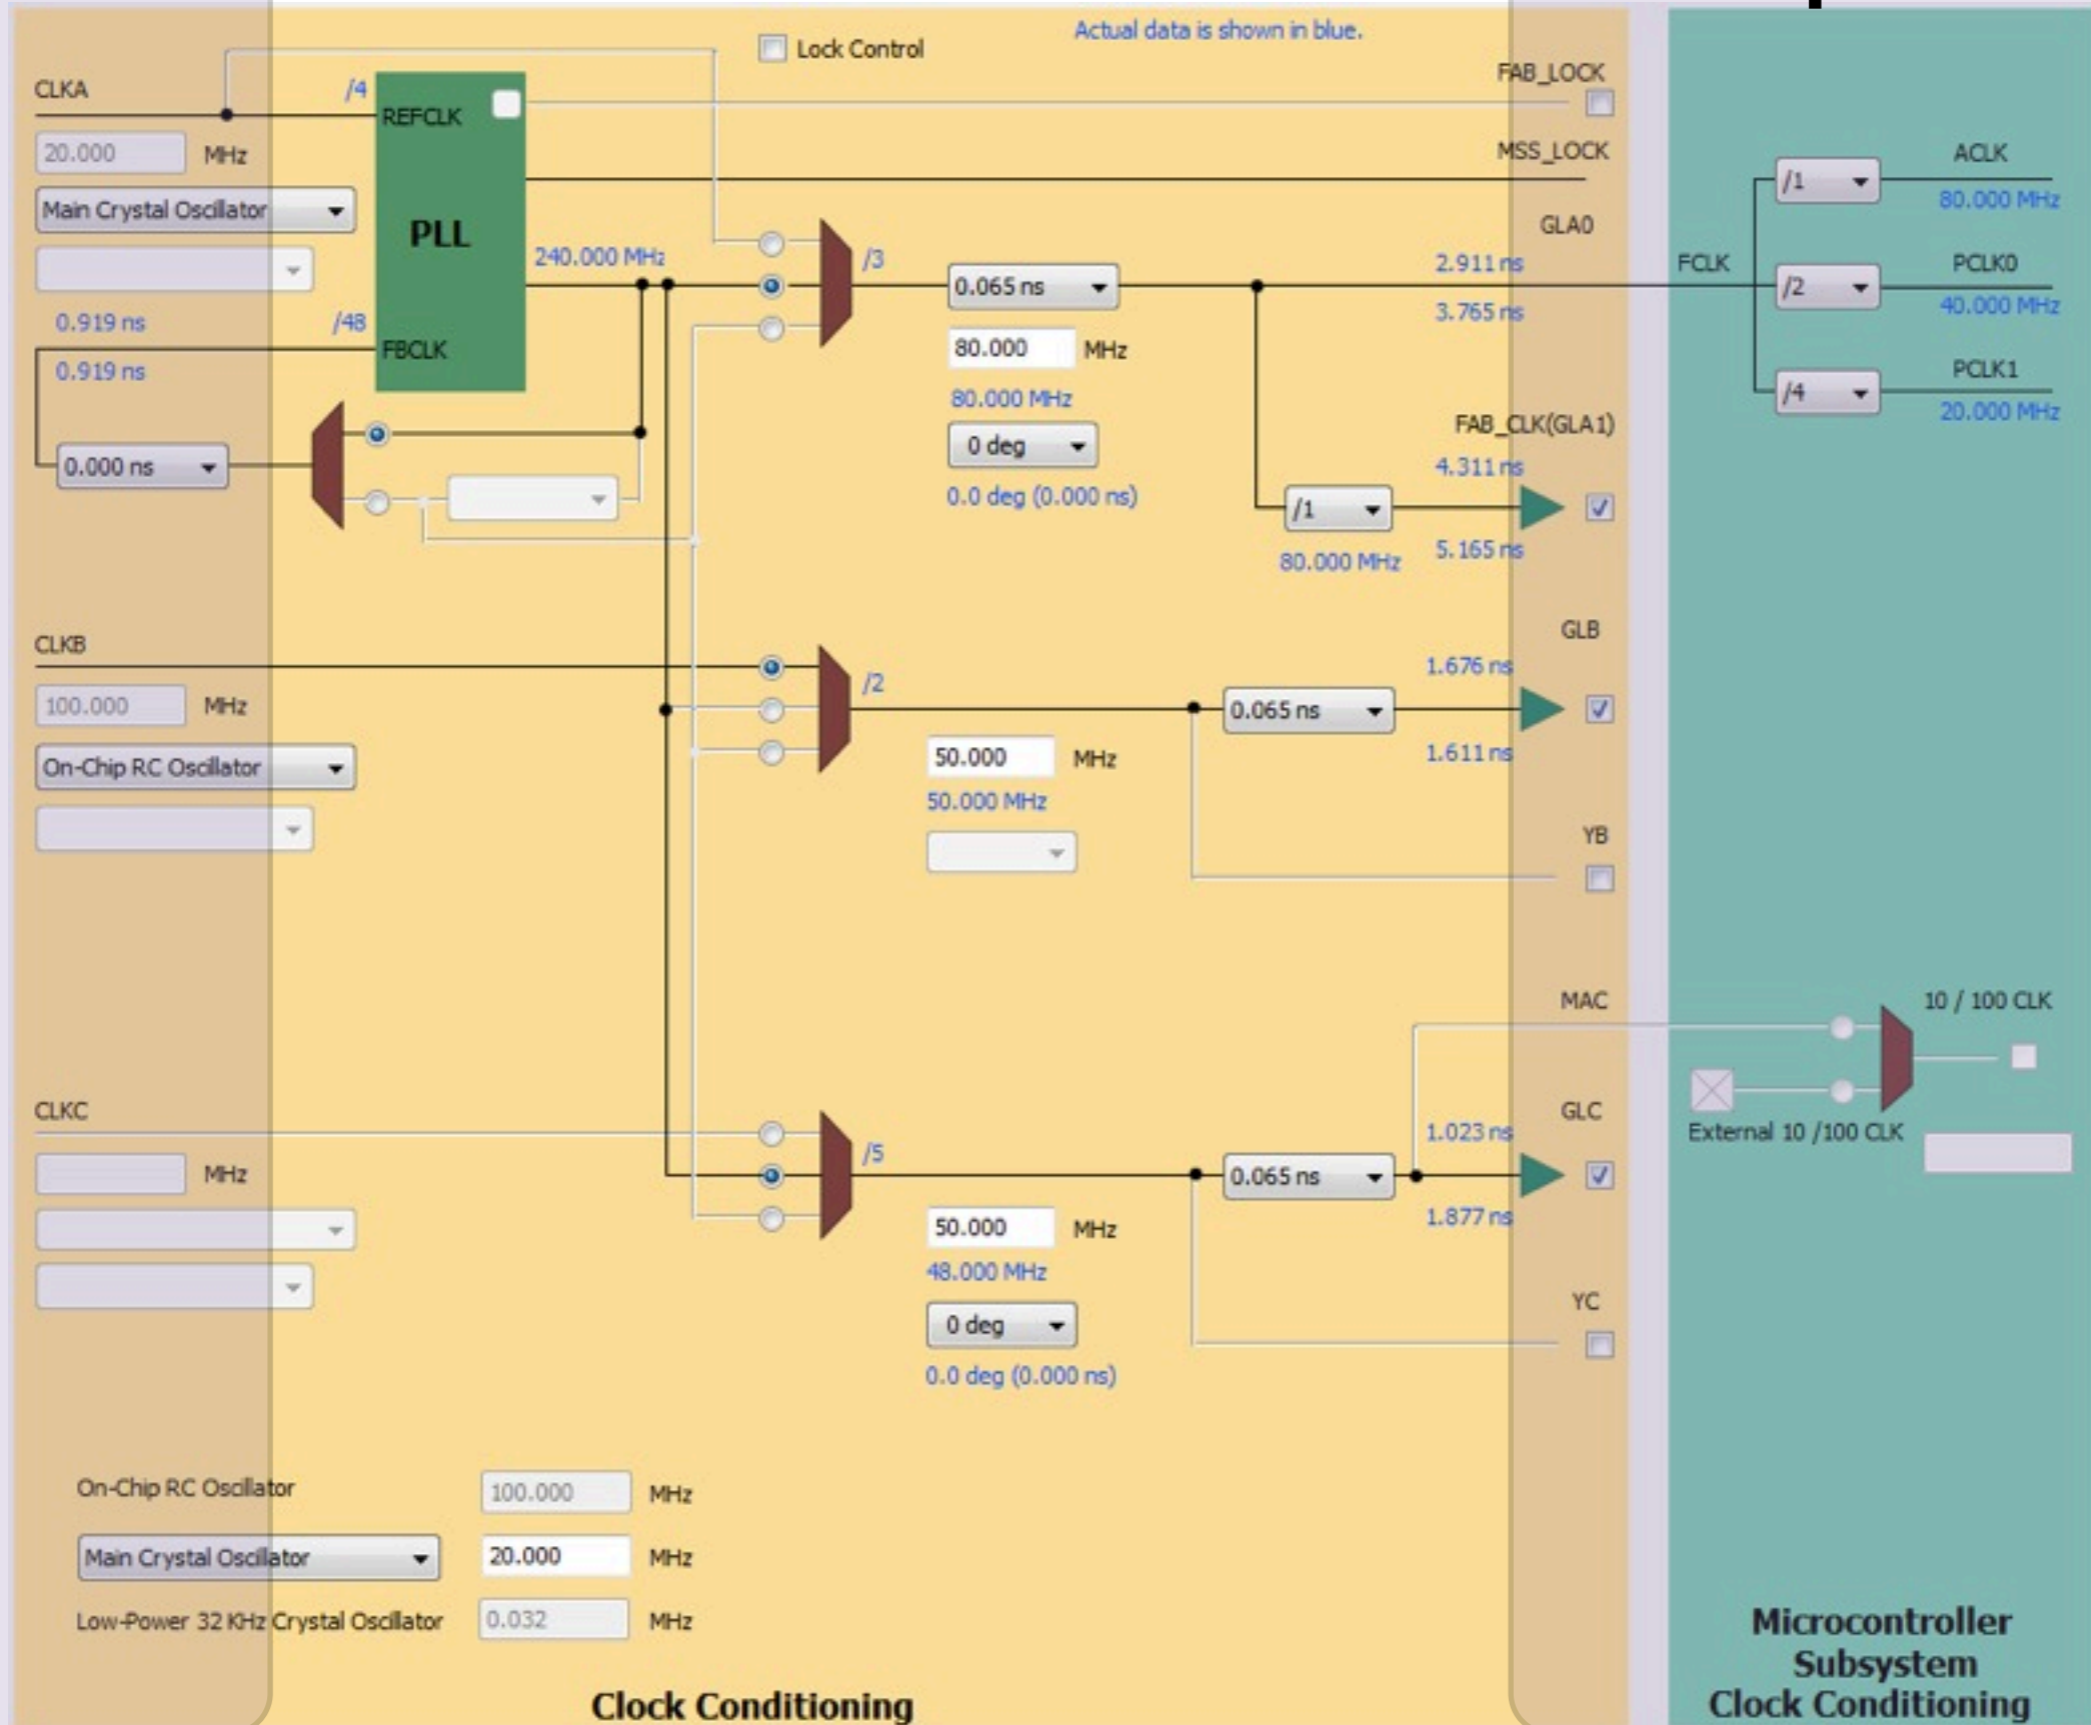 Lock Control
Actual data is shown in blue.
CLKA
/4
REFCLK
FAB_LOCK
20.000 MHz
MSS_LOCK
ACLK
/1
80.000 MHz
Main Crystal Oscillator
PLL
GLA0
240.000 MHz
/3
0.065 ns
2.911 ns
FCLK
3.765 ns
PCLK0
/2
40.000 MHz
0.919 ns
/48
FBCLK
0.919 ns
80.000 MHz
80.000 MHz
PCLK1
/4
20.000 MHz
0.000 ns
0 deg
0.0 deg (0.000 ns)
FAB_CLK(GLA1)
4.311 ns
/1
80.000 MHz
5.165 ns
CLKB
100.000 MHz
On-Chip RC Oscillator
/2
50.000 MHz
50.000 MHz
GLB
1.676 ns
0.065 ns
1.611 ns
YB
MAC
10 / 100 CLK
External 10 /100 CLK
CLKC
MHz
/5
50.000 MHz
48.000 MHz
0 deg
0.0 deg (0.000 ns)
GLC
1.023 ns
0.065 ns
1.877 ns
YC
On-Chip RC Oscillator 100.000 MHz
Main Crystal Oscillator 20.000 MHz
Low-Power 32 KHz Crystal Oscillator 0.032 MHz
Clock Conditioning
Microcontroller
Subsystem
Clock Conditioning